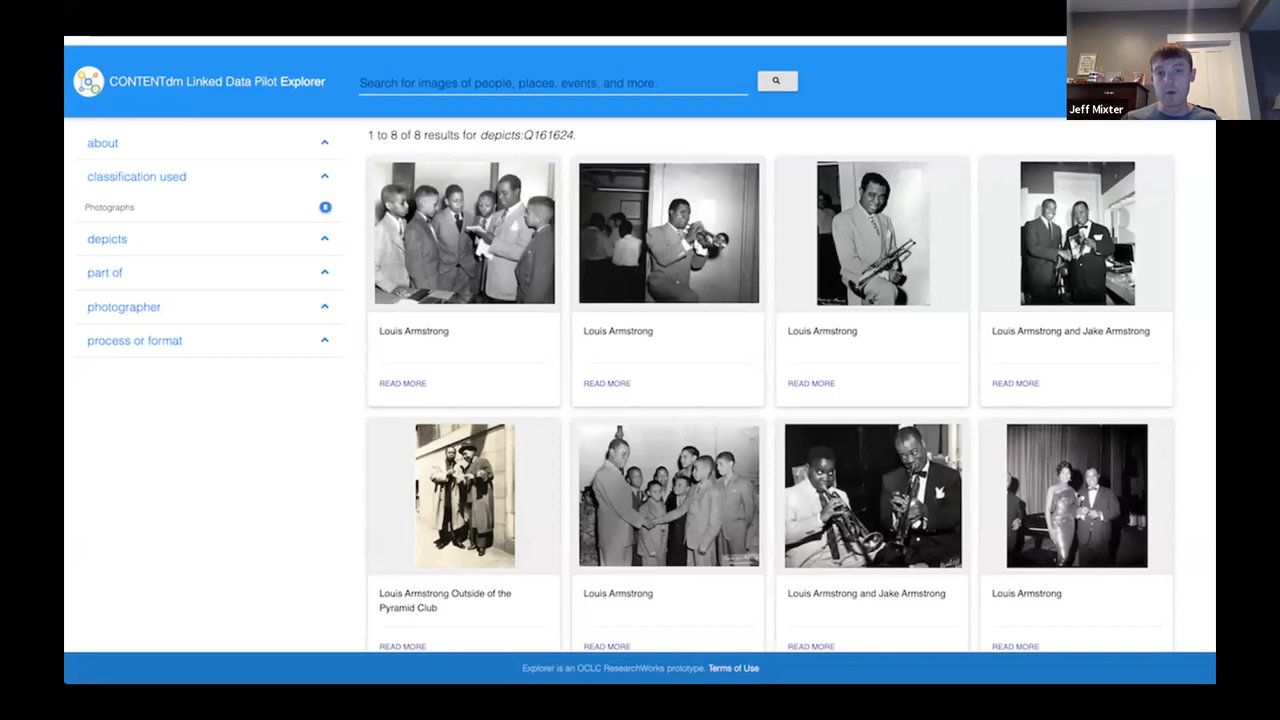 CONTENTdm Linked Data Pilot Explorer
Search for images of people, places, events, and more.
Jeff Mixter
about
classification used
Photographs
8
depicts
part of
photographer
process or format
1 to 8 of 8 results for depicts:Q161624.
Louis Armstrong
READ MORE
Louis Armstrong
READ MORE
Louis Armstrong
READ MORE
Louis Armstrong and Jake Armstrong
READ MORE
Louis Armstrong Outside of the
Pyramid Club
READ MORE
Louis Armstrong
READ MORE
Louis Armstrong and Jake Armstrong
READ MORE
Louis Armstrong
READ MORE
Explorer is an OCLC ResearchWorks prototype. Terms of Use